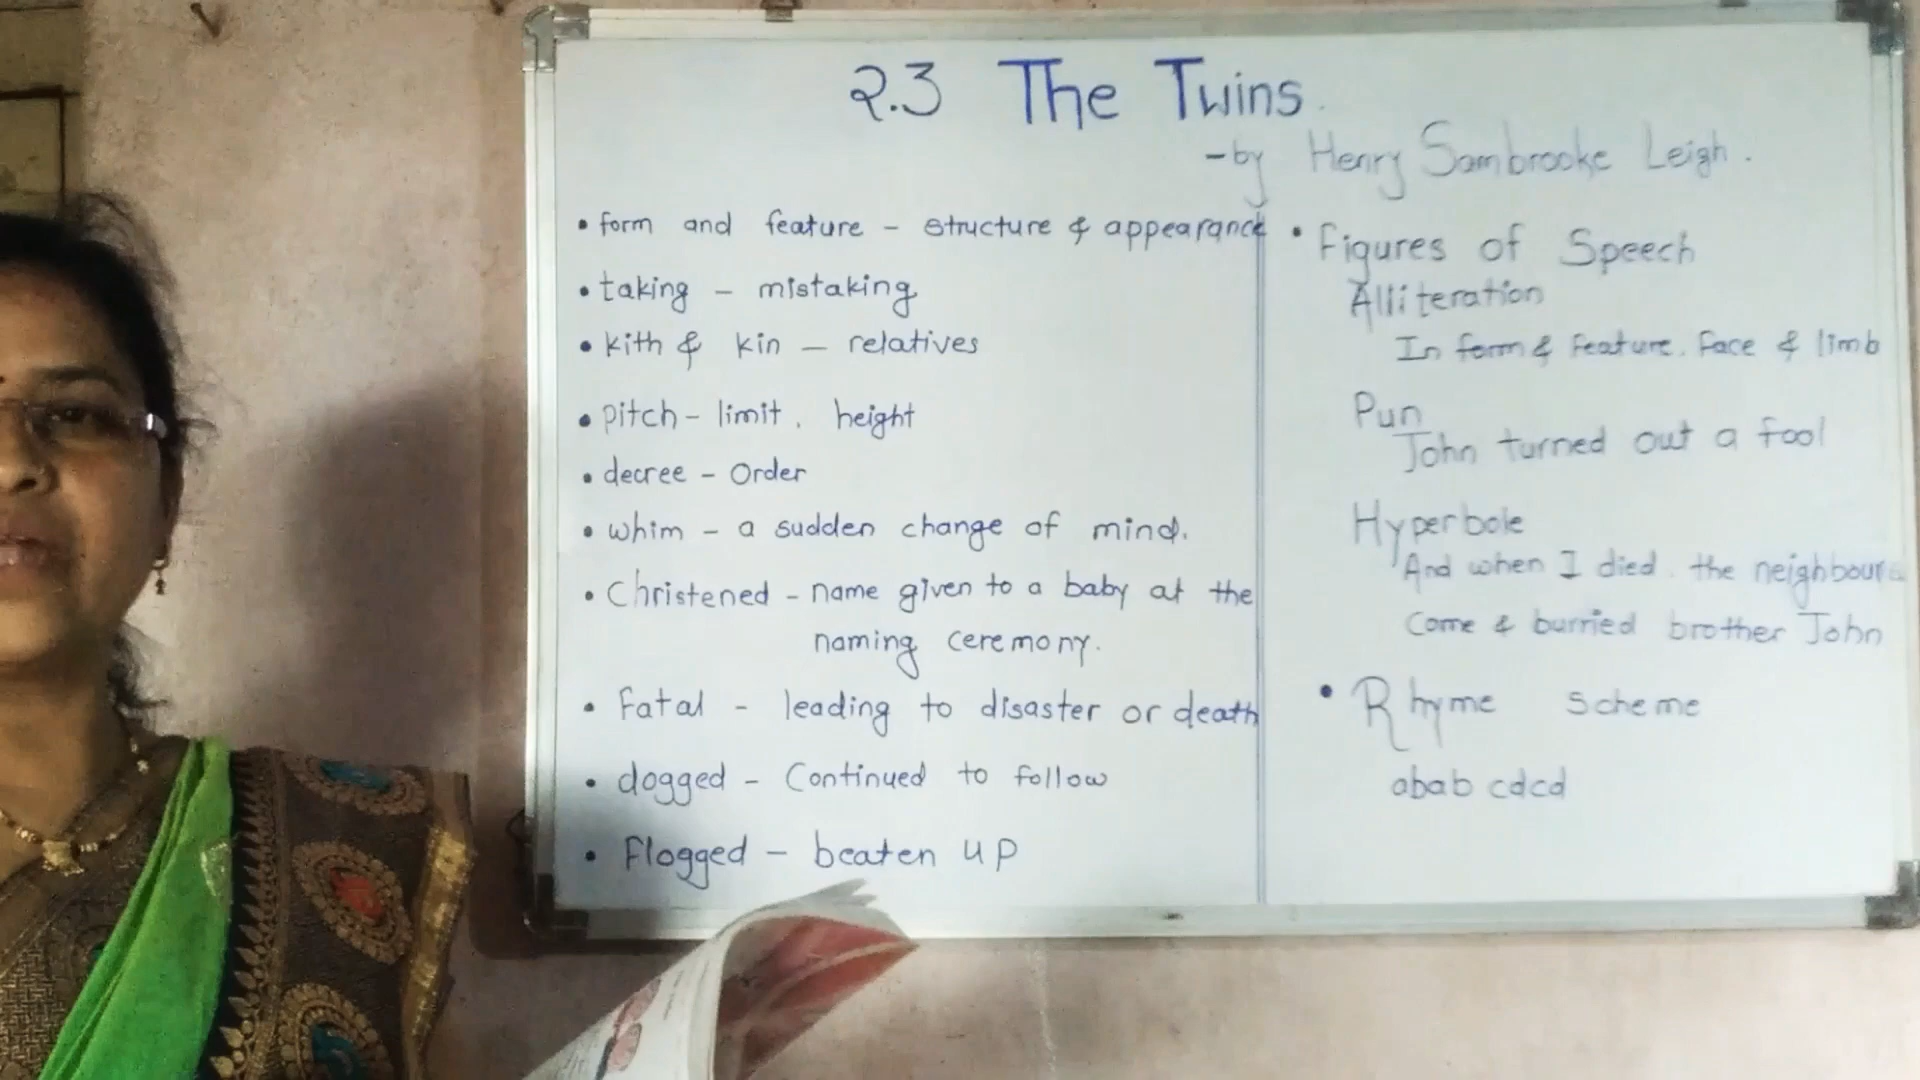 2.3 The Twins.
-by Henry Sambrooke Leigh.
• form and feature - structure & appearance
• taking - mistaking
• kith & kin - relatives
• pitch - limit, height
• decree - Order
• whim - a sudden change of mind.
• Christened - name given to a baby at the
naming ceremony.
• Fatal - leading to disaster or death
• dogged - Continued to follow
• Flogged - beaten up
• Figures of Speech
Alliteration
In form & Feature, Face & limb
Pun
John turned out a fool
Hyperbole
And when I died, the neighbours
Come & burried brother John
• Rhyme scheme
abab cdcd